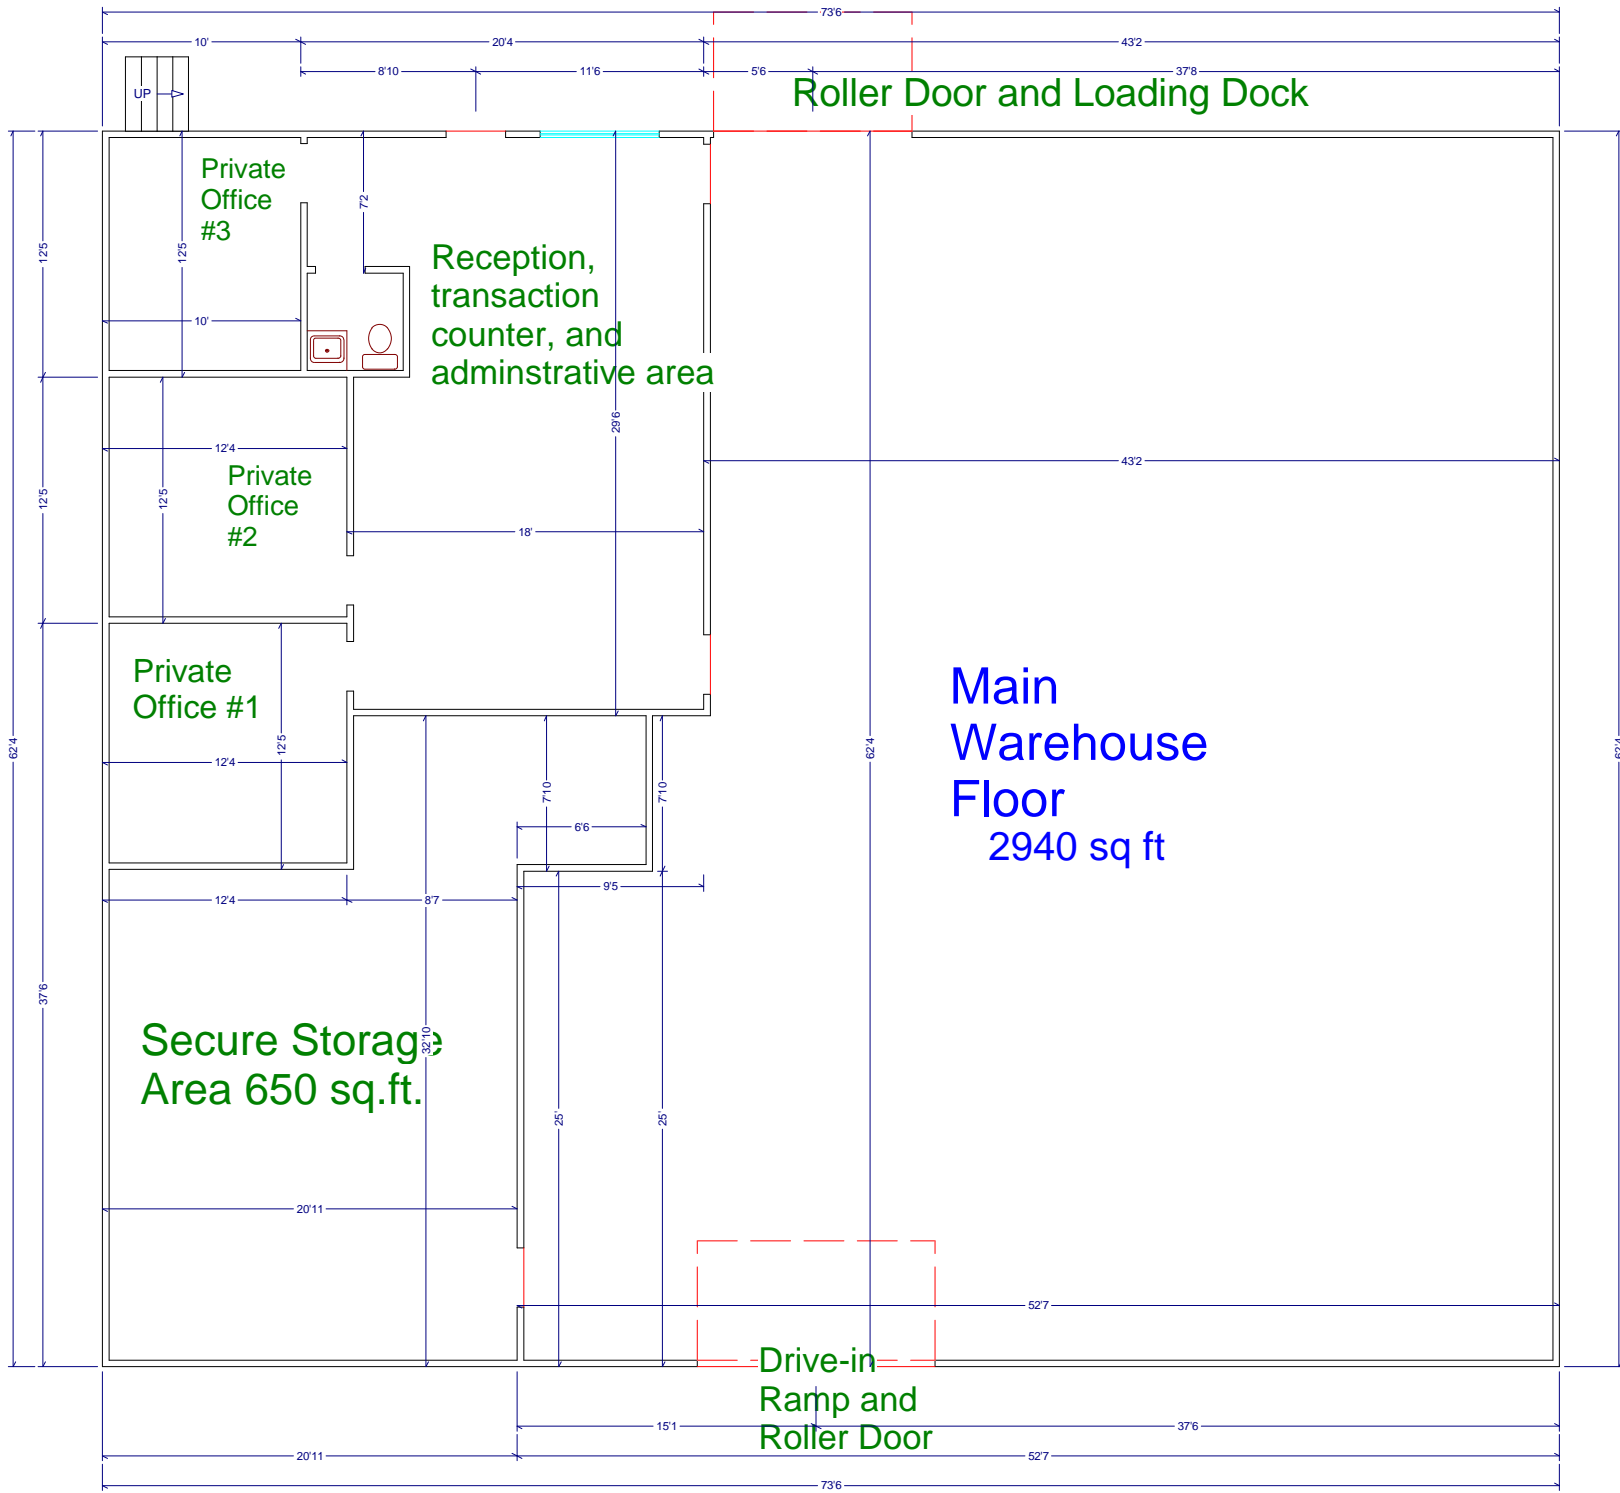 73'6
10'
20'4
43'2
8'10
11'6
5'6
37'8
UP
Roller Door and Loading Dock
Private
Office
#3
7'2
12'5
12'5
10'
Reception,
transaction
counter, and
adminstrative area
29'6
12'4
43'2
Private
Office
#2
12'5
12'5
18'
Private
Office #1
12'5
12'4
62'4
62'4
62'4
Main
Warehouse
Floor
2940 sq ft
7'10
7'10
6'6
9'5
12'4
8'7
37'6
Secure Storage
Area 650 sq.ft.
32'10
25'
25'
20'11
52'7
Drive-in
Ramp and
Roller Door
15'1
37'6
20'11
52'7
73'6